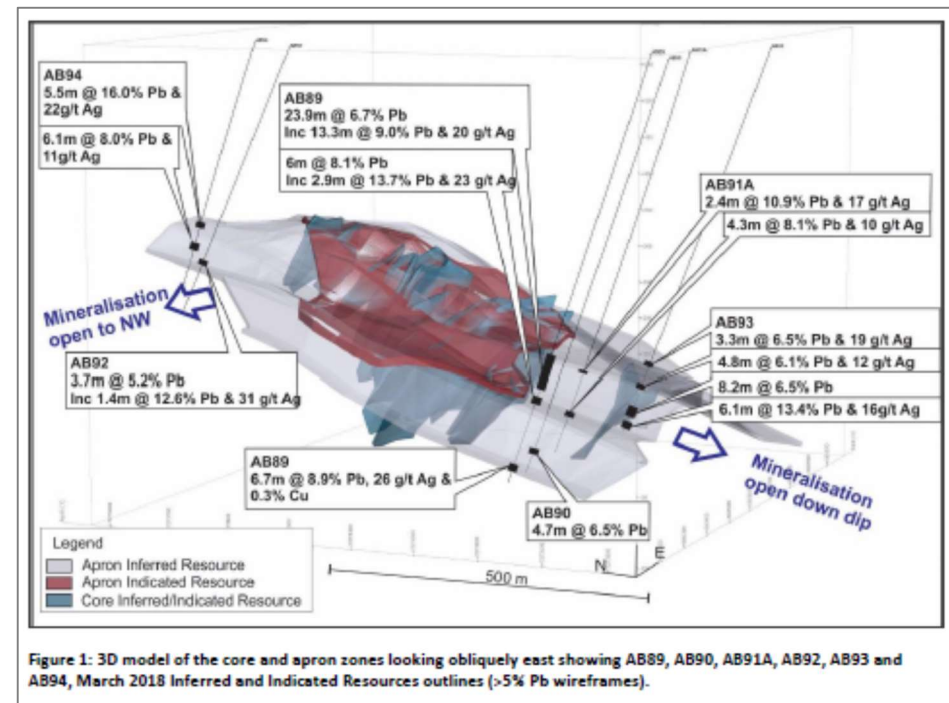 AB94
5.5m @ 16.0% Pb &
22g/t Ag
6.1m @ 8.0% Pb &
11g/t Ag
AB89
23.9m @ 6.7% Pb
Inc 13.3m @ 9.0% Pb & 20 g/t Ag
6m @ 8.1% Pb
Inc 2.9m @ 13.7% Pb & 23 g/t Ag
AB91A
2.4m @ 10.9% Pb & 17 g/t Ag
4.3m @ 8.1% Pb & 10 g/t Ag
Mineralisation
open to NW
AB92
3.7m @ 5.2% Pb
Inc 1.4m @ 12.6% Pb & 31 g/t Ag
AB93
3.3m @ 6.5% Pb & 19 g/t Ag
4.8m @ 6.1% Pb & 12 g/t Ag
8.2m @ 6.5% Pb
6.1m @ 13.4% Pb & 16g/t Ag
Mineralisation
open down dip
AB89
6.7m @ 8.9% Pb, 26 g/t Ag &
0.3% Cu
AB90
4.7m @ 6.5% Pb
Legend
Apron Inferred Resource
Apron Indicated Resource
Core Inferred/Indicated Resource
500 m
N
E
Figure 1: 3D model of the core and apron zones looking obliquely east showing AB89, AB90, AB91A, AB92, AB93 and
AB94, March 2018 Inferred and Indicated Resources outlines (>5% Pb wireframes).